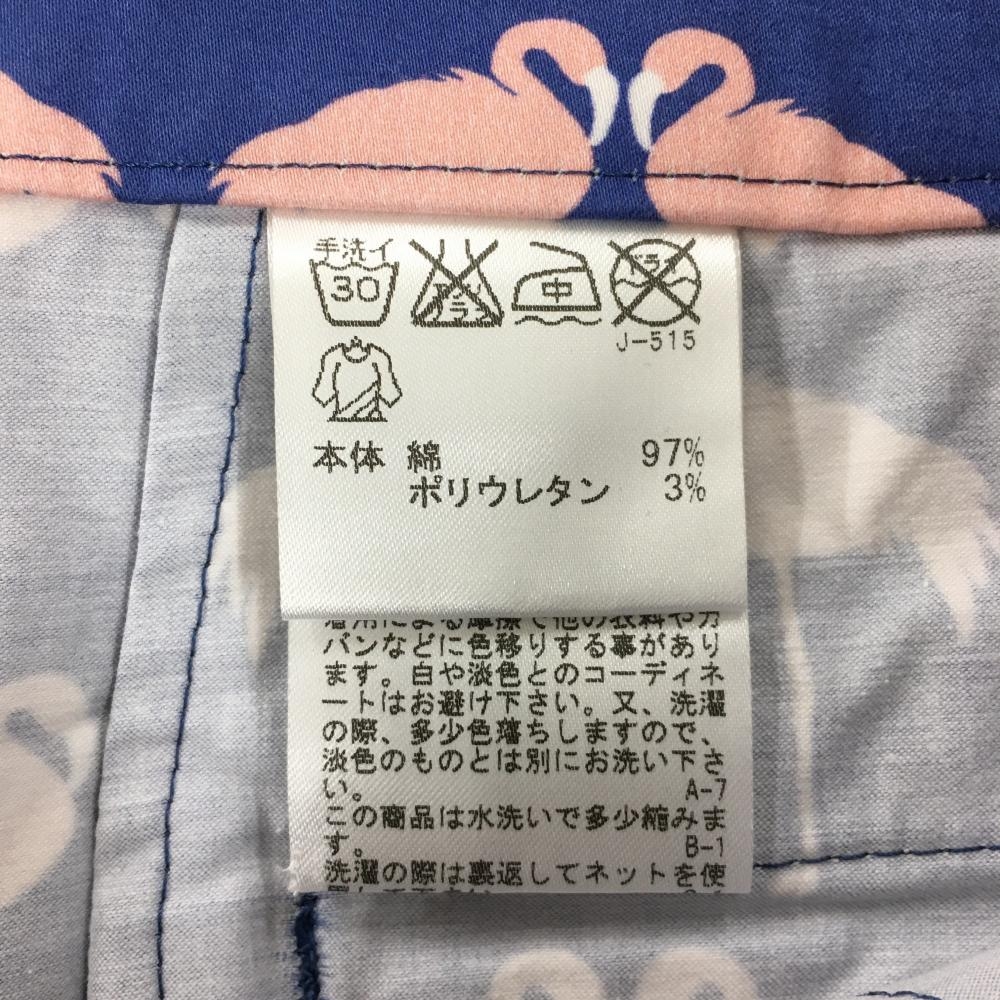 手洗イ
30
中
ドライ
J-515
本体 綿 97%
ポリウレタン 3%
着用による摩擦で他の衣料やカ
バンなどに色移りする事があり
ます。白や淡色とのコーディネ
ートはお避け下さい。又、洗濯
の際、多少色落ちしますので、
淡色のものとは別にお洗い下さ
い。 A-7
この商品は水洗いで多少縮みま
す。 B-1
洗濯の際は裏返してネットを使